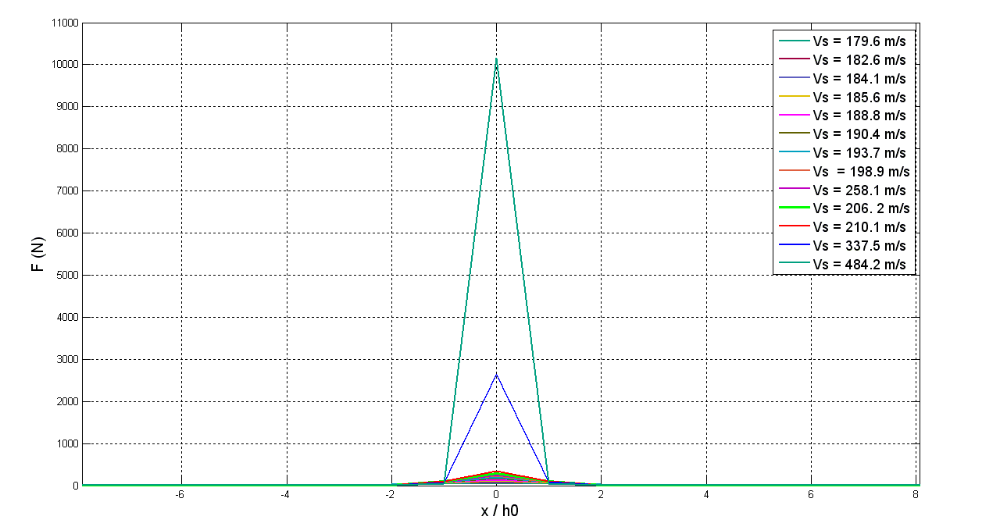 11000
10000
9000
8000
7000
6000
5000
4000
3000
2000
1000
0
F (N)
-6
-4
-2
0
2
4
6
8
x / h0
Vs = 179.6 m/s
Vs = 182.6 m/s
Vs = 184.1 m/s
Vs = 185.6 m/s
Vs = 188.8 m/s
Vs = 190.4 m/s
Vs = 193.7 m/s
Vs  = 198.9 m/s
Vs = 258.1 m/s
Vs = 206. 2 m/s
Vs = 210.1 m/s
Vs = 337.5 m/s
Vs = 484.2 m/s